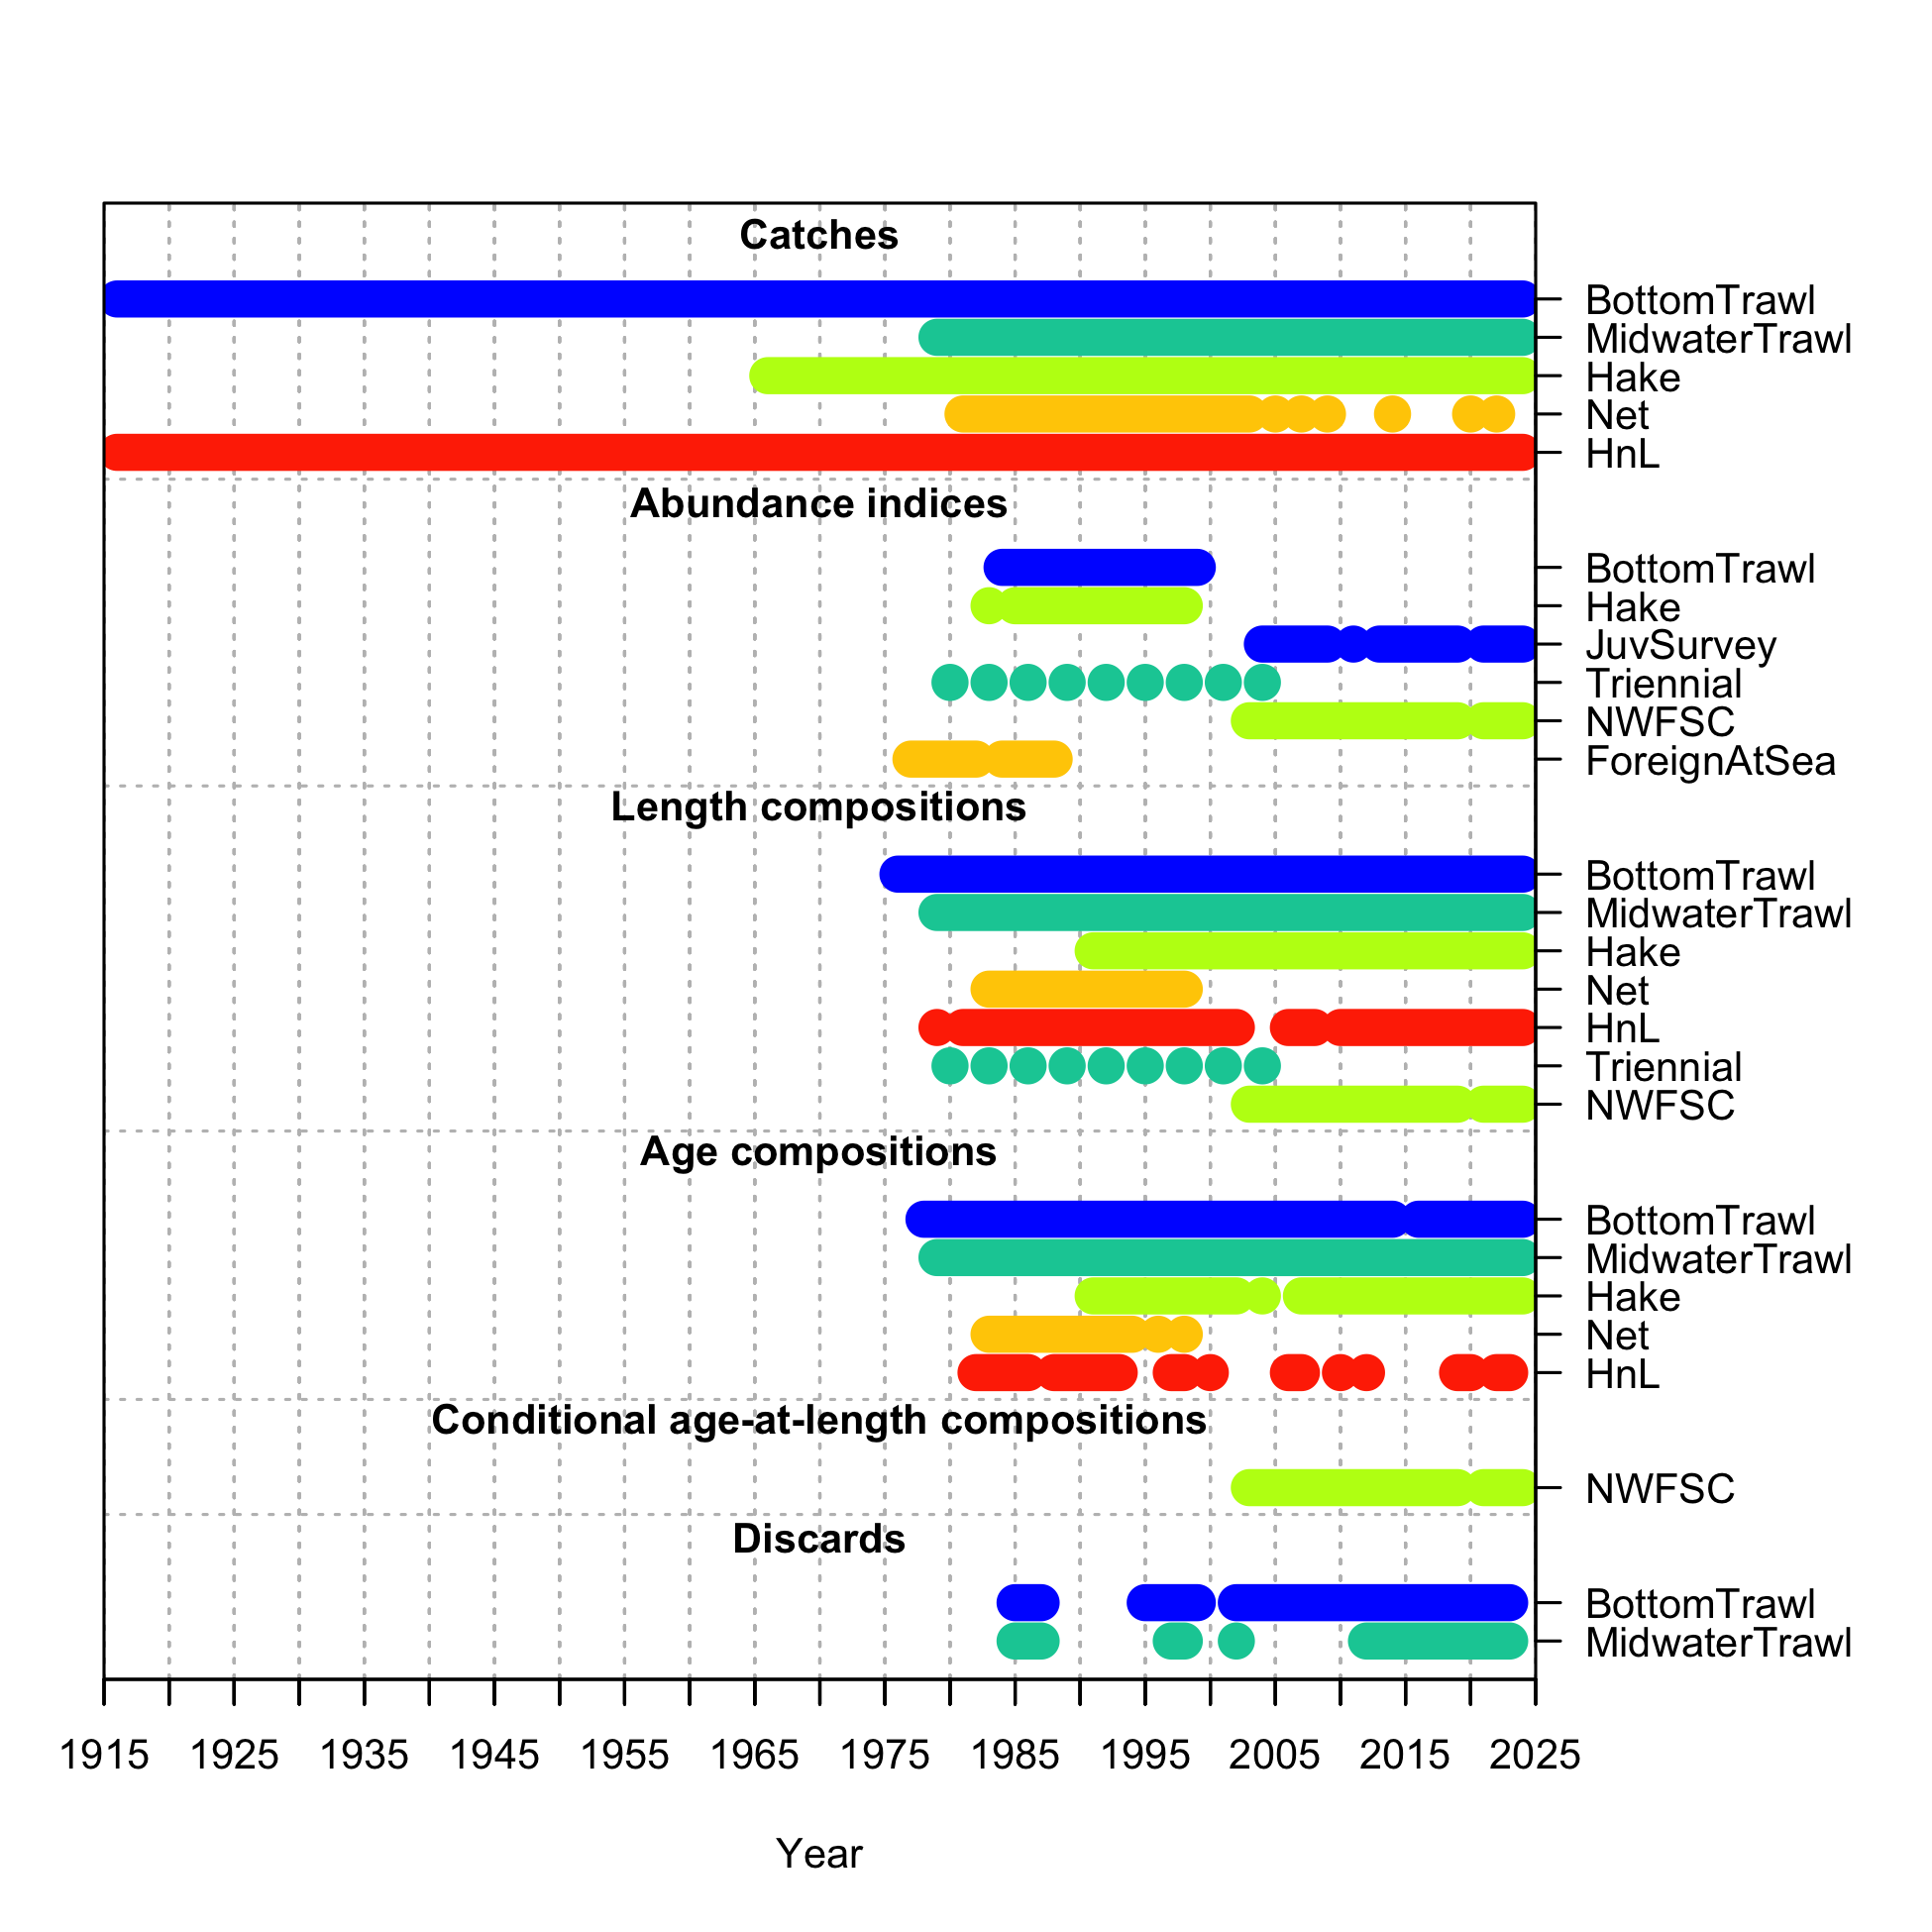 Catches
BottomTrawl
MidwaterTrawl
Hake
Net
HnL
Abundance indices
BottomTrawl
Hake
JuvSurvey
Triennial
NWFSC
ForeignAtSea
Length compositions
BottomTrawl
MidwaterTrawl
Hake
Net
HnL
Triennial
NWFSC
Age compositions
BottomTrawl
MidwaterTrawl
Hake
Net
HnL
Conditional age-at-length compositions
NWFSC
Discards
BottomTrawl
MidwaterTrawl
1915 1925 1935 1945 1955 1965 1975 1985 1995 2005 2015 2025
Year